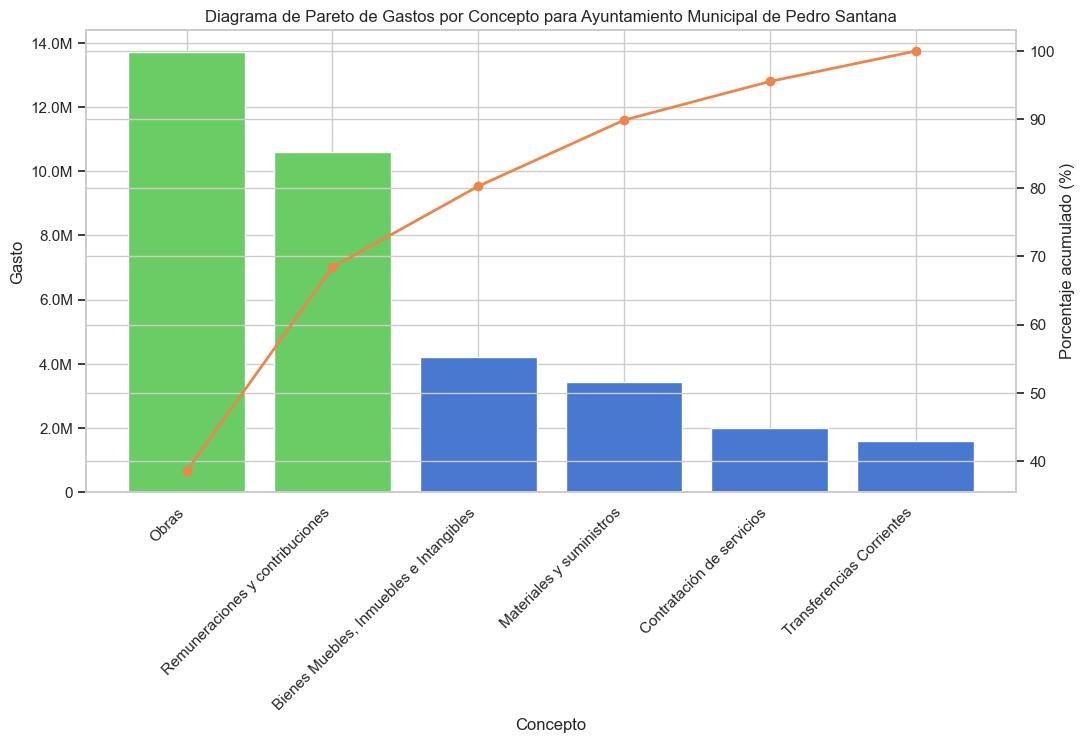 Diagrama de Pareto de Gastos por Concepto para Ayuntamiento Municipal de Pedro Santana
14.0M
12.0M
10.0M
8.0M
6.0M
4.0M
2.0M
0
Gasto
100
90
80
70
60
50
40
Porcentaje acumulado (%)
Obras
Remuneraciones y contribuciones
Bienes Muebles, Inmuebles e Intangibles
Materiales y suministros
Contratación de servicios
Transferencias Corrientes
Concepto